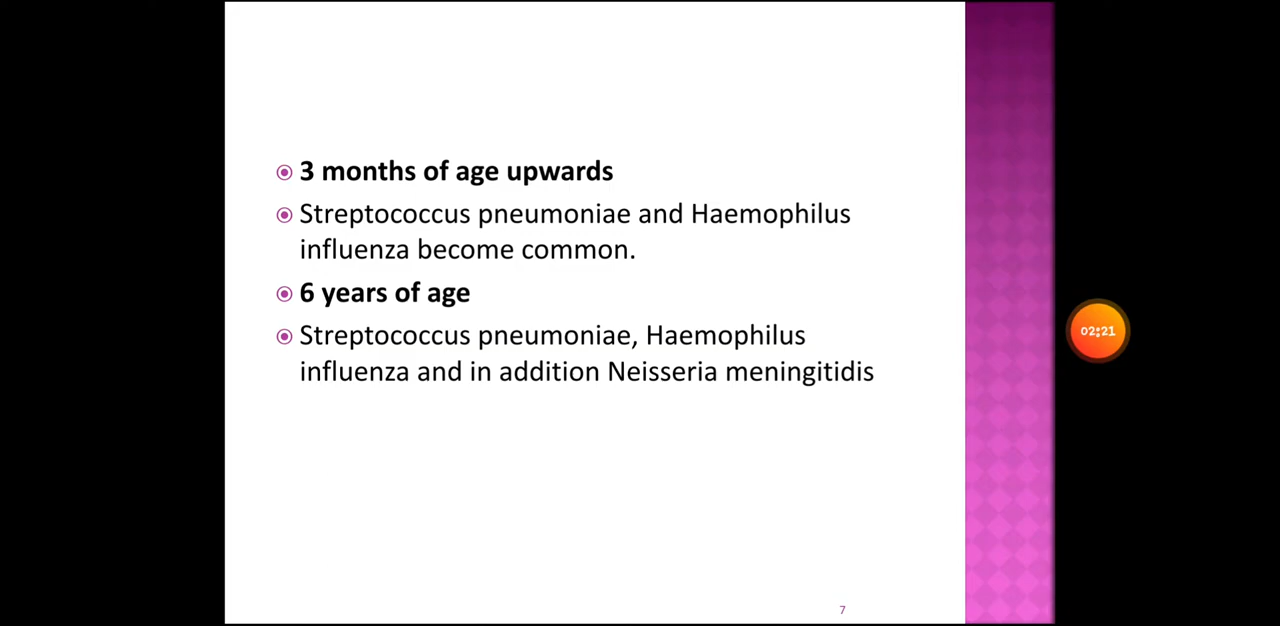 3 months of age upwards
Streptococcus pneumoniae and Haemophilus
influenza become common.
6 years of age
Streptococcus pneumoniae, Haemophilus
influenza and in addition Neisseria meningitidis
02:21
7